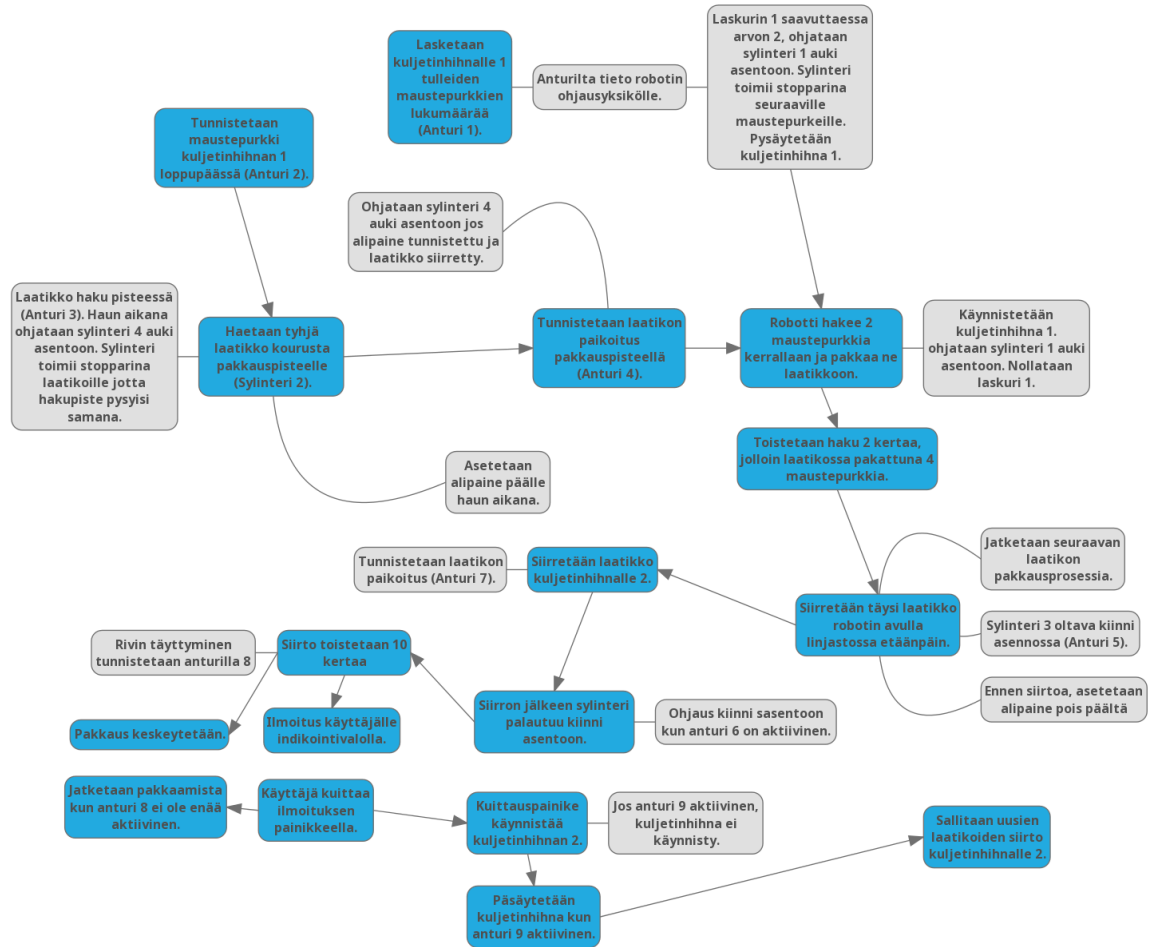 Lasketaan
kuljetinhihnalle 1
tulleiden
maustepurkkien
lukumäärää
(Anturi 1).
Anturilta tieto robotin
ohjausyksikölle.
Laskurin 1 saavuttaessa
arvon 2, ohjataan
sylinteri 1 auki
asentoon. Sylinteri
toimii stopparina
seuraaville
maustepurkeille.
Pysäytetään
kuljetinhihna 1.
Tunnistetaan
maustepurkki
kuljetinhihnan 1
loppupäässä (Anturi 2).
Ohjataan sylinteri 4
auki asentoon jos
alipaine tunnistettu ja
laatikko siirretty.
Laatikko haku pisteessä
(Anturi 3). Haun aikana
ohjataan sylinteri 4 auki
asentoon. Sylinteri
toimii stopparina
laatikoille jotta
hakupiste pysyisi
samana.
Haetaan tyhjä
laatikko kourusta
pakkauspisteelle
(Sylinteri 2).
Tunnistetaan laatikon
paikoitus
pakkauspisteellä
(Anturi 4).
Robotti hakee 2
maustepurkkia
kerrallaan ja pakkaa ne
laatikkoon.
Käynnistetään
kuljetinhihna 1.
ohjataan sylinteri 1 auki
asentoon. Nollataan
laskuri 1.
Toistetaan haku 2 kertaa,
jolloin laatikossa pakattuna 4
maustepurkkia.
Asetetaan
alipaine päälle
haun aikana.
Jatketaan seuraavan
laatikon
pakkausprosessia.
Tunnistetaan laatikon
paikoitus (Anturi 7).
Siirretään laatikko
kuljetinhihnalle 2.
Siirretään täysi laatikko
robotin avulla
linjastossa etäänpäin.
Sylinteri 3 oltava kiinni
asennossa (Anturi 5).
Rivin täyttyminen
tunnistetaan anturilla 8
Siirto toistetaan 10
kertaa
Ennen siirtoa, asetetaan
alipaine pois päältä
Siirron jälkeen sylinteri
palautuu kiinni
asentoon.
Ohjaus kiinni sasentoon
kun anturi 6 on aktiivinen.
Pakkaus keskeytetään.
Ilmoitus käyttäjälle
indikointivalolla.
Jatketaan pakkaamista
kun anturi 8 ei ole enää
aktiivinen.
Käyttäjä kuittaa
ilmoituksen
painikkeella.
Kuittauspainike
käynnistää
kuljetinhihnan 2.
Jos anturi 9 aktiivinen,
kuljetinhihna ei
käynnisty.
Sallitaan uusien
laatikoiden siirto
kuljetinhihnalle 2.
Päsäytetään
kuljetinhihna kun
anturi 9 aktiivinen.